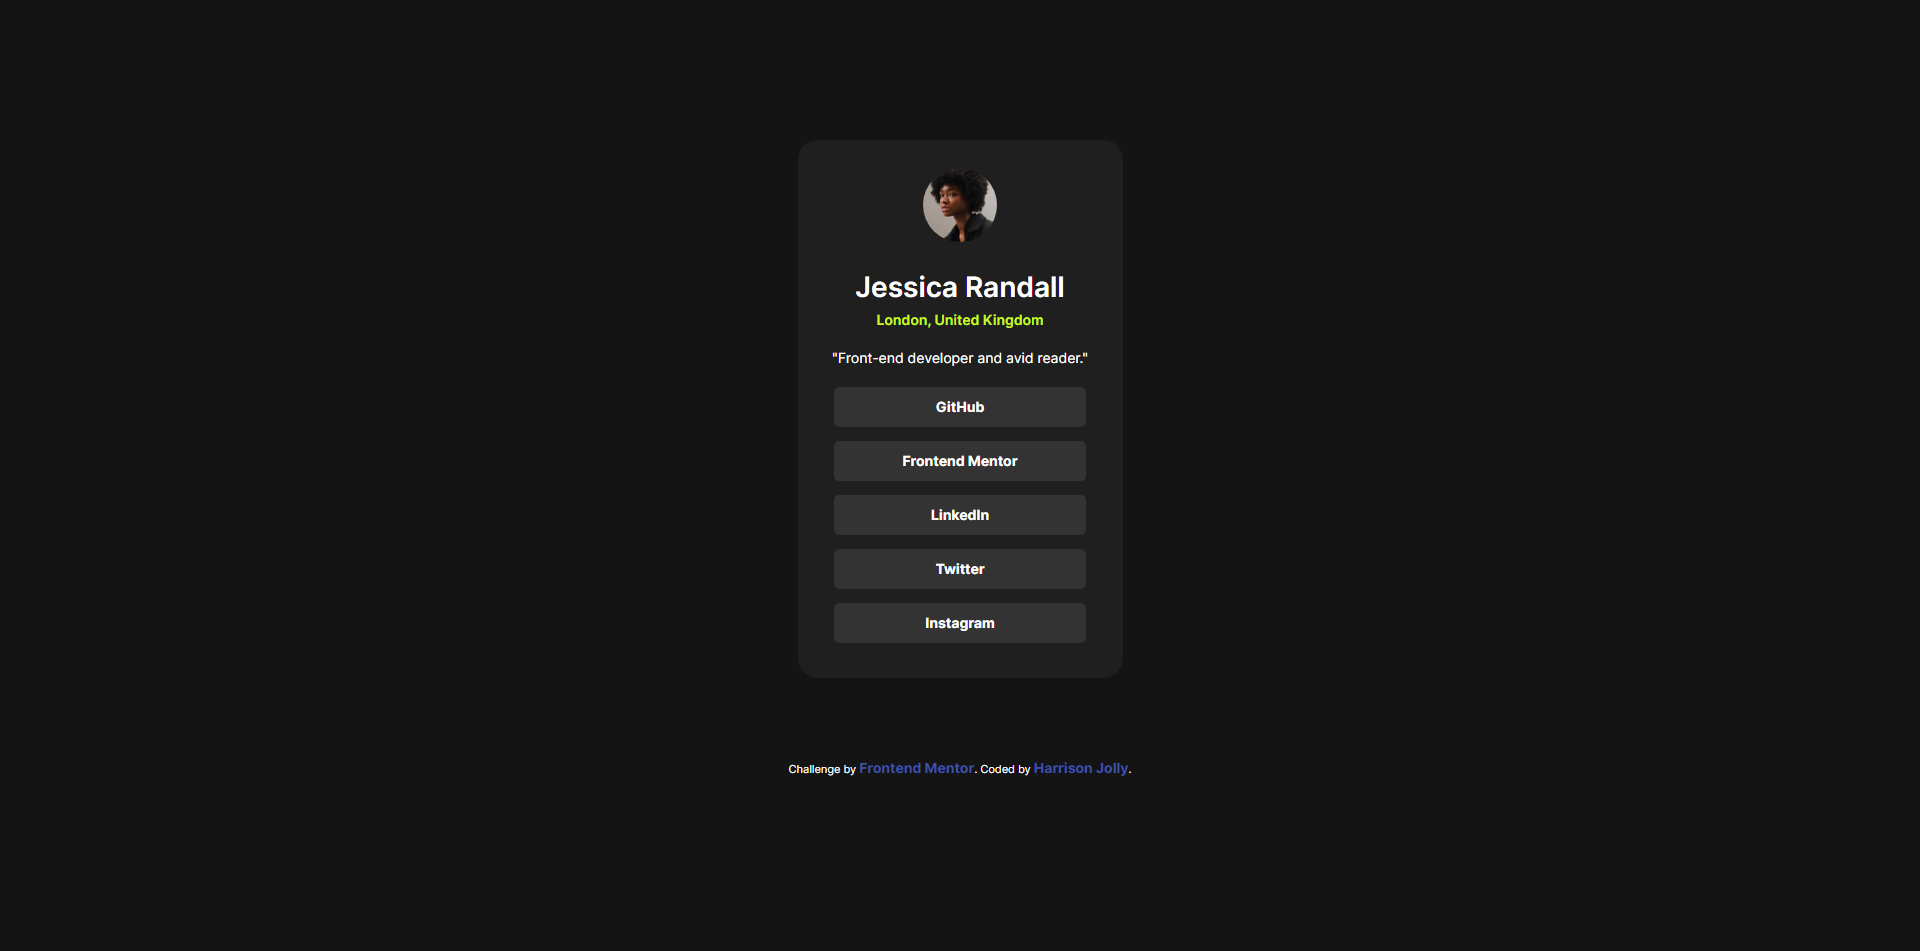 Jessica Randall
London, United Kingdom
"Front-end developer and avid reader."
GitHub
Frontend Mentor
LinkedIn
Twitter
Instagram
Challenge by Frontend Mentor. Coded by Harrison Jolly.